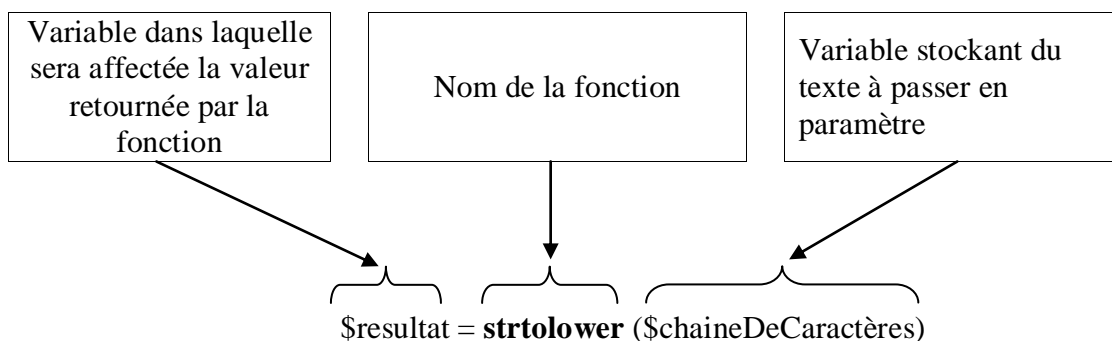 Variable dans laquelle
sera affectée la valeur
retournée par la
fonction
Nom de la fonction
Variable stockant du
texte à passer en
paramètre
$resultat = strtolower ($chaineDeCaractères)